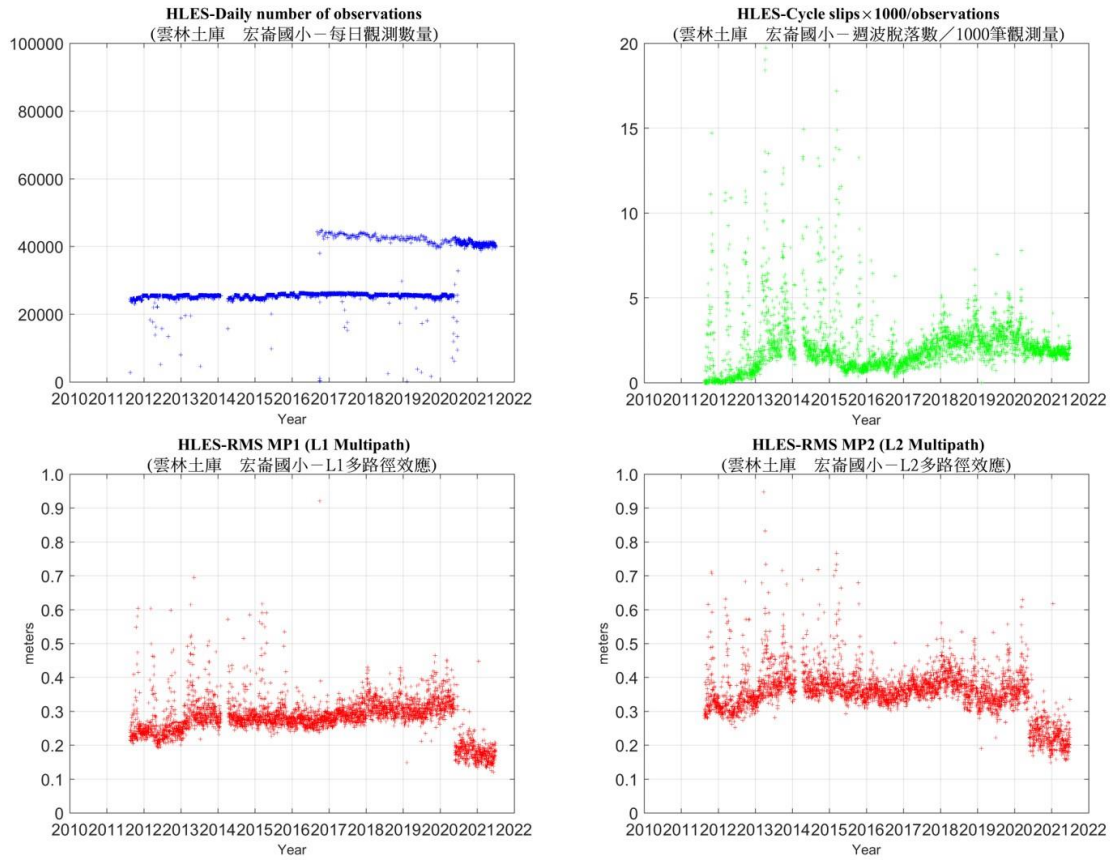 HLES-Daily number of observations
(雲林土庫 宏崙國小－每日觀測數量)
100000
80000
60000
40000
20000
0
2010 2011 2012 2013 2014 2015 2016 2017 2018 2019 2020 2021 2022
Year
HLES-Cycle slips×1000/observations
(雲林土庫 宏崙國小－週波脫落數／1000筆觀測量)
20
15
10
5
0
2010 2011 2012 2013 2014 2015 2016 2017 2018 2019 2020 2021 2022
Year
HLES-RMS MP1 (L1 Multipath)
(雲林土庫 宏崙國小－L1多路徑效應)
1.0
0.9
0.8
0.7
0.6
0.5
0.4
0.3
0.2
0.1
0
meters
2010 2011 2012 2013 2014 2015 2016 2017 2018 2019 2020 2021 2022
Year
HLES-RMS MP2 (L2 Multipath)
(雲林土庫 宏崙國小－L2多路徑效應)
1.0
0.9
0.8
0.7
0.6
0.5
0.4
0.3
0.2
0.1
0
meters
2010 2011 2012 2013 2014 2015 2016 2017 2018 2019 2020 2021 2022
Year